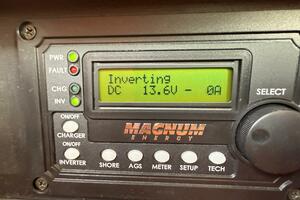 PWR
FAULT
CHG
INV
Inverting
DC 13.6V - 0A
SELECT
ON/OFF
CHARGER
ON/OFF
INVERTER
MAGNUM
ENERGY
SHORE
AGS
METER
SETUP
TECH